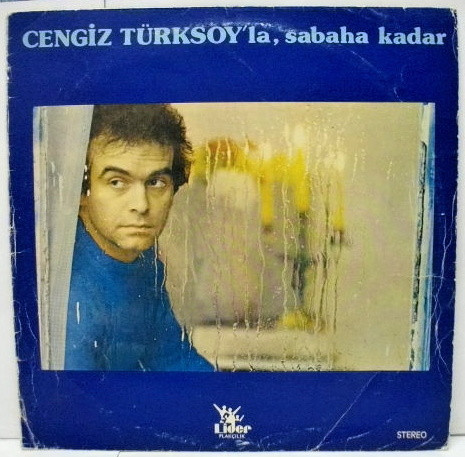 CENGİZ TÜRKSOY'la, sabaha kadar
Lider
PLAKÇILIK
STEREO